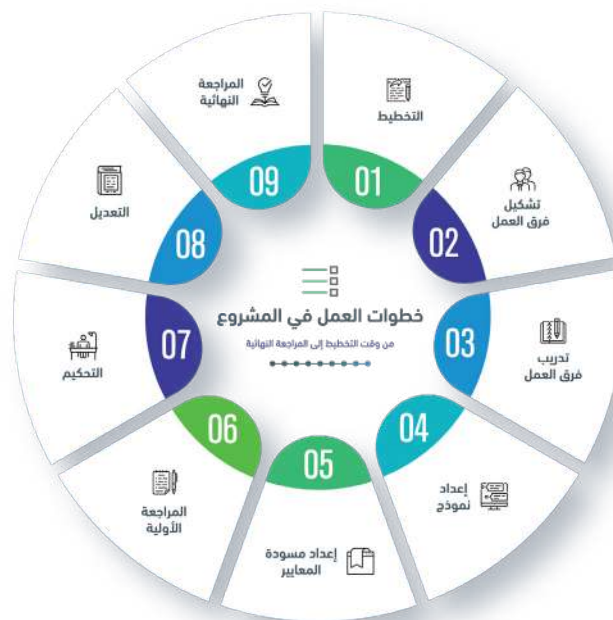 خطوات العمل في المشروع
من وقت التخطيط إلى المراجعة النهائية
01
التخطيط
02
تشكيل
فرق العمل
03
تدريب
فرق العمل
04
إعداد
نموذج
05
إعداد مسودة
المعايير
06
المراجعة
الأولية
07
التحكيم
08
التعديل
09
المراجعة
النهائية